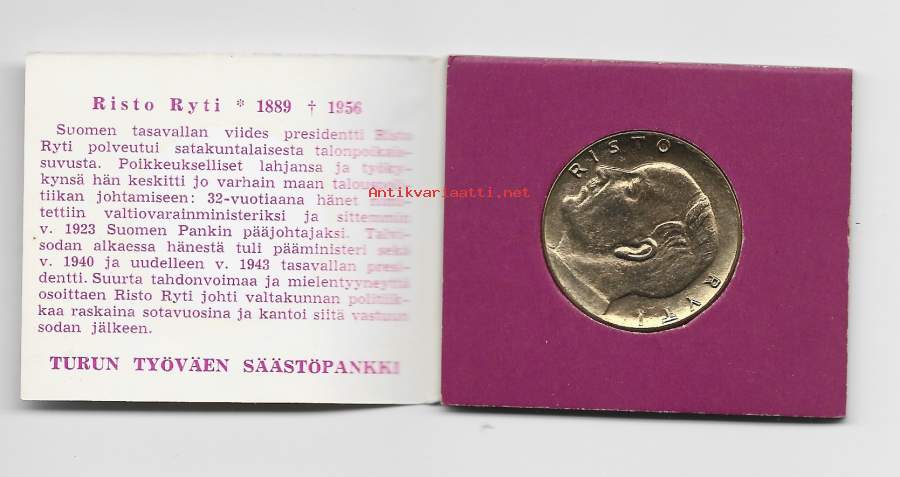 Risto Ryti * 1889 † 1956
Suomen tasavallan viides presidentti Risto
Ryti polveutui satakuntalaisesta talonpoikais-
suvusta. Poikkeukselliset lahjansa ja työky-
kynsä hän keskitti jo varhain maan talouspoli-
tiikan johtamiseen: 32-vuotiaana hänet nimi-
tettiin valtiovarainministeriksi ja sittemmin
v. 1923 Suomen Pankin pääjohtajaksi. Talvi-
sodan alkaessa hänestä tuli pääministeri sekä
v. 1940 ja uudelleen v. 1943 tasavallan presi-
dentti. Suurta tahdonvoimaa ja mielentyyneyttä
osoittaen Risto Ryti johti valtakunnan politiik-
kaa raskaina sotavuosina ja kantoi siitä vastuun
sodan jälkeen.
TURUN TYÖVÄEN SÄÄSTÖPANKKI
Antikvariaatti.net
RISTO RYTI